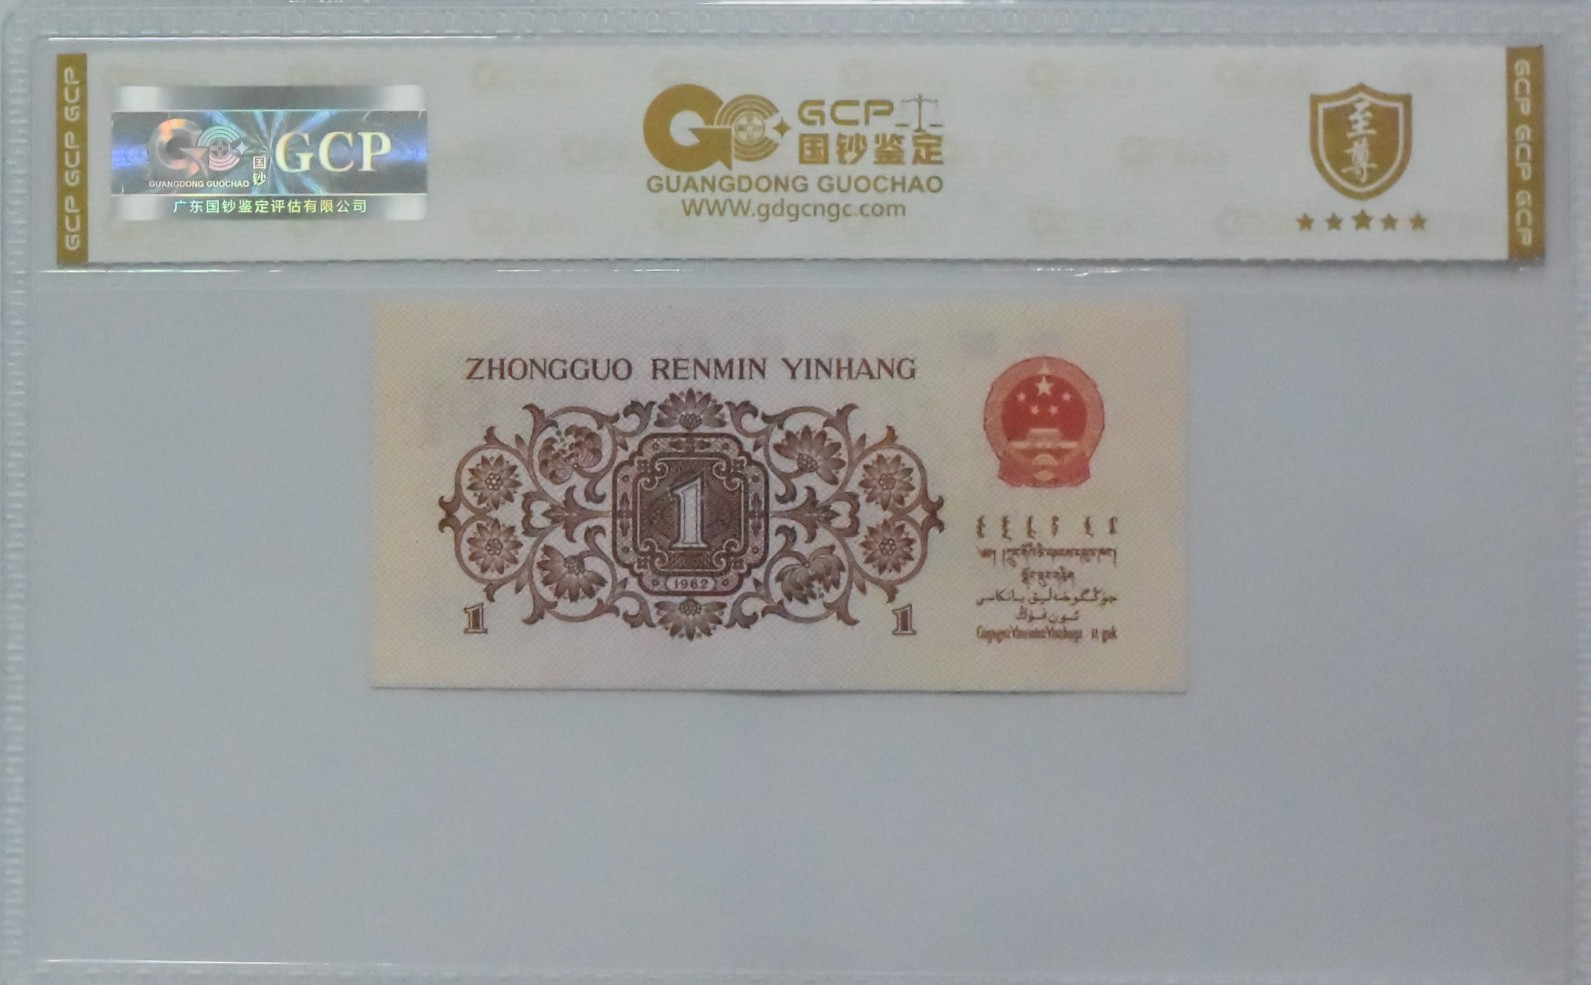 GCP GCP GCP
国钞
GCP
GUANGDONG GUOCHAO
广东国钞鉴定评估有限公司
GCP
国钞鉴定
GUANGDONG GUOCHAO
WWW.gdgcngc.com
至尊
GCP GCP GCP
ZHONGGUO RENMIN YINHANG
1
1962
1
1